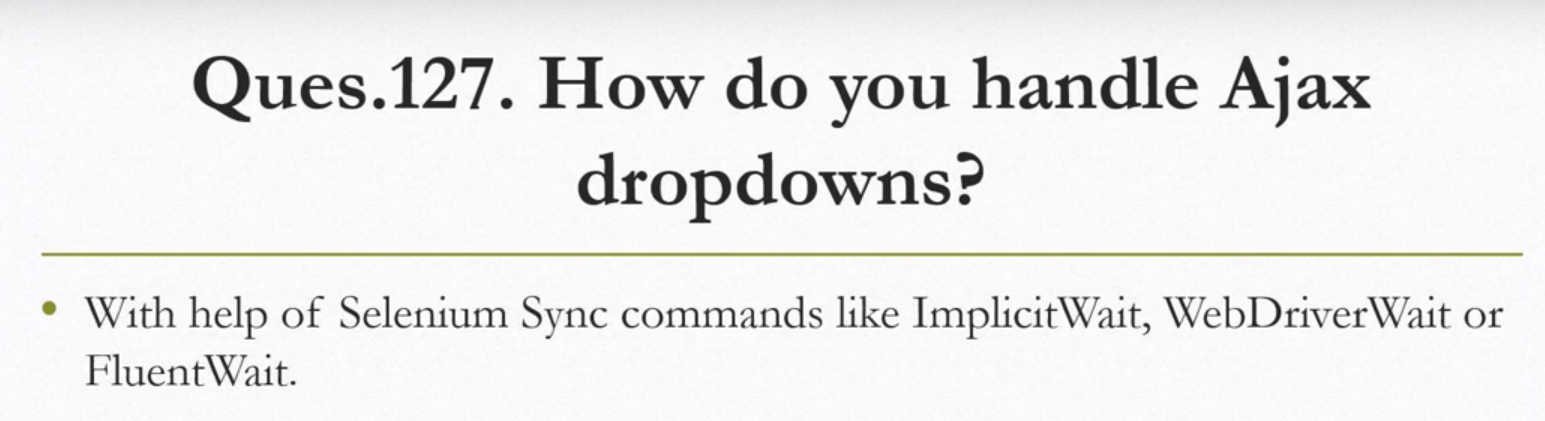 Ques.127. How do you handle Ajax
dropdowns?
• With help of Selenium Sync commands like ImplicitWait, WebDriverWait or
FluentWait.